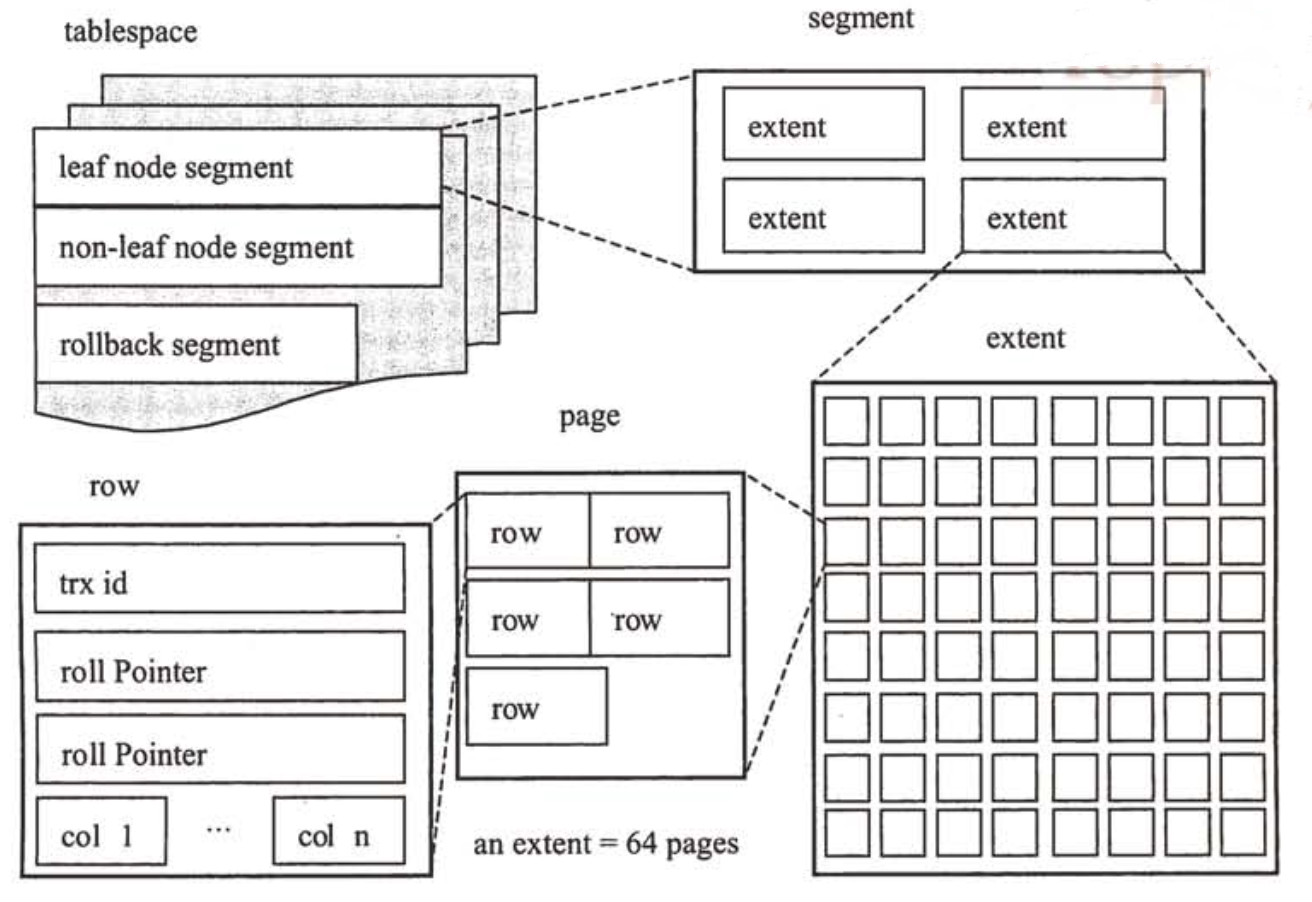 tablespace
segment
leaf node segment
non-leaf node segment
rollback segment
extent
extent
extent
extent
extent
page
row
row
row
row
row
row
trx id
roll Pointer
roll Pointer
col 1 ... col n
an extent = 64 pages